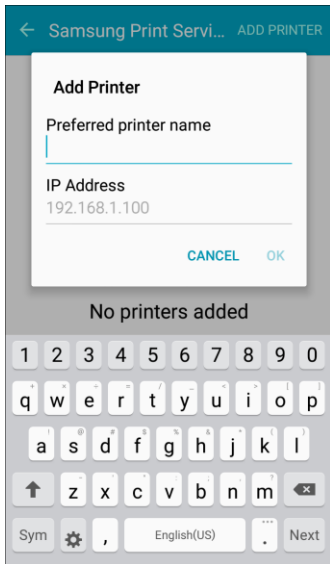 Samsung Print Servi... ADD PRINTER
Add Printer
Preferred printer name
IP Address
192.168.1.100
CANCEL OK
No printers added
1 2 3 4 5 6 7 8 9 0
q w e r t y u i o p
a s d f g h j k l
z x c v b n m
Sym , English(US) . Next